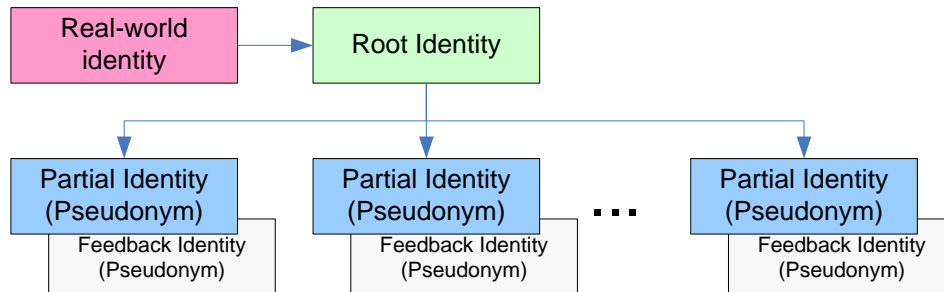 Real-world
identity
Root Identity
Partial Identity
(Pseudonym)
Feedback Identity
(Pseudonym)
Partial Identity
(Pseudonym)
Feedback Identity
(Pseudonym)
...
Partial Identity
(Pseudonym)
Feedback Identity
(Pseudonym)